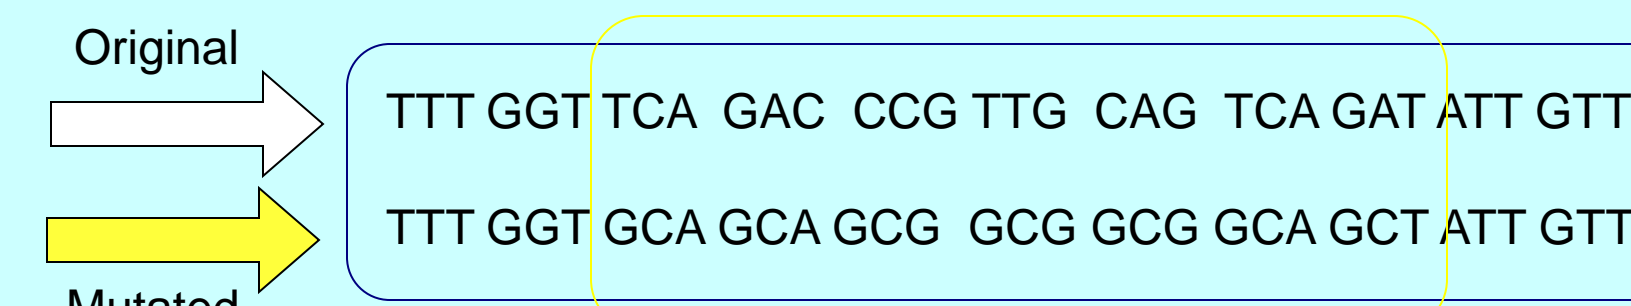 Original
TTT GGT TCA GAC CCG TTG CAG TCA GAT ATT GTT
TTT GGT GCA GCA GCG GCG GCG GCA GCT ATT GTT
Mutated